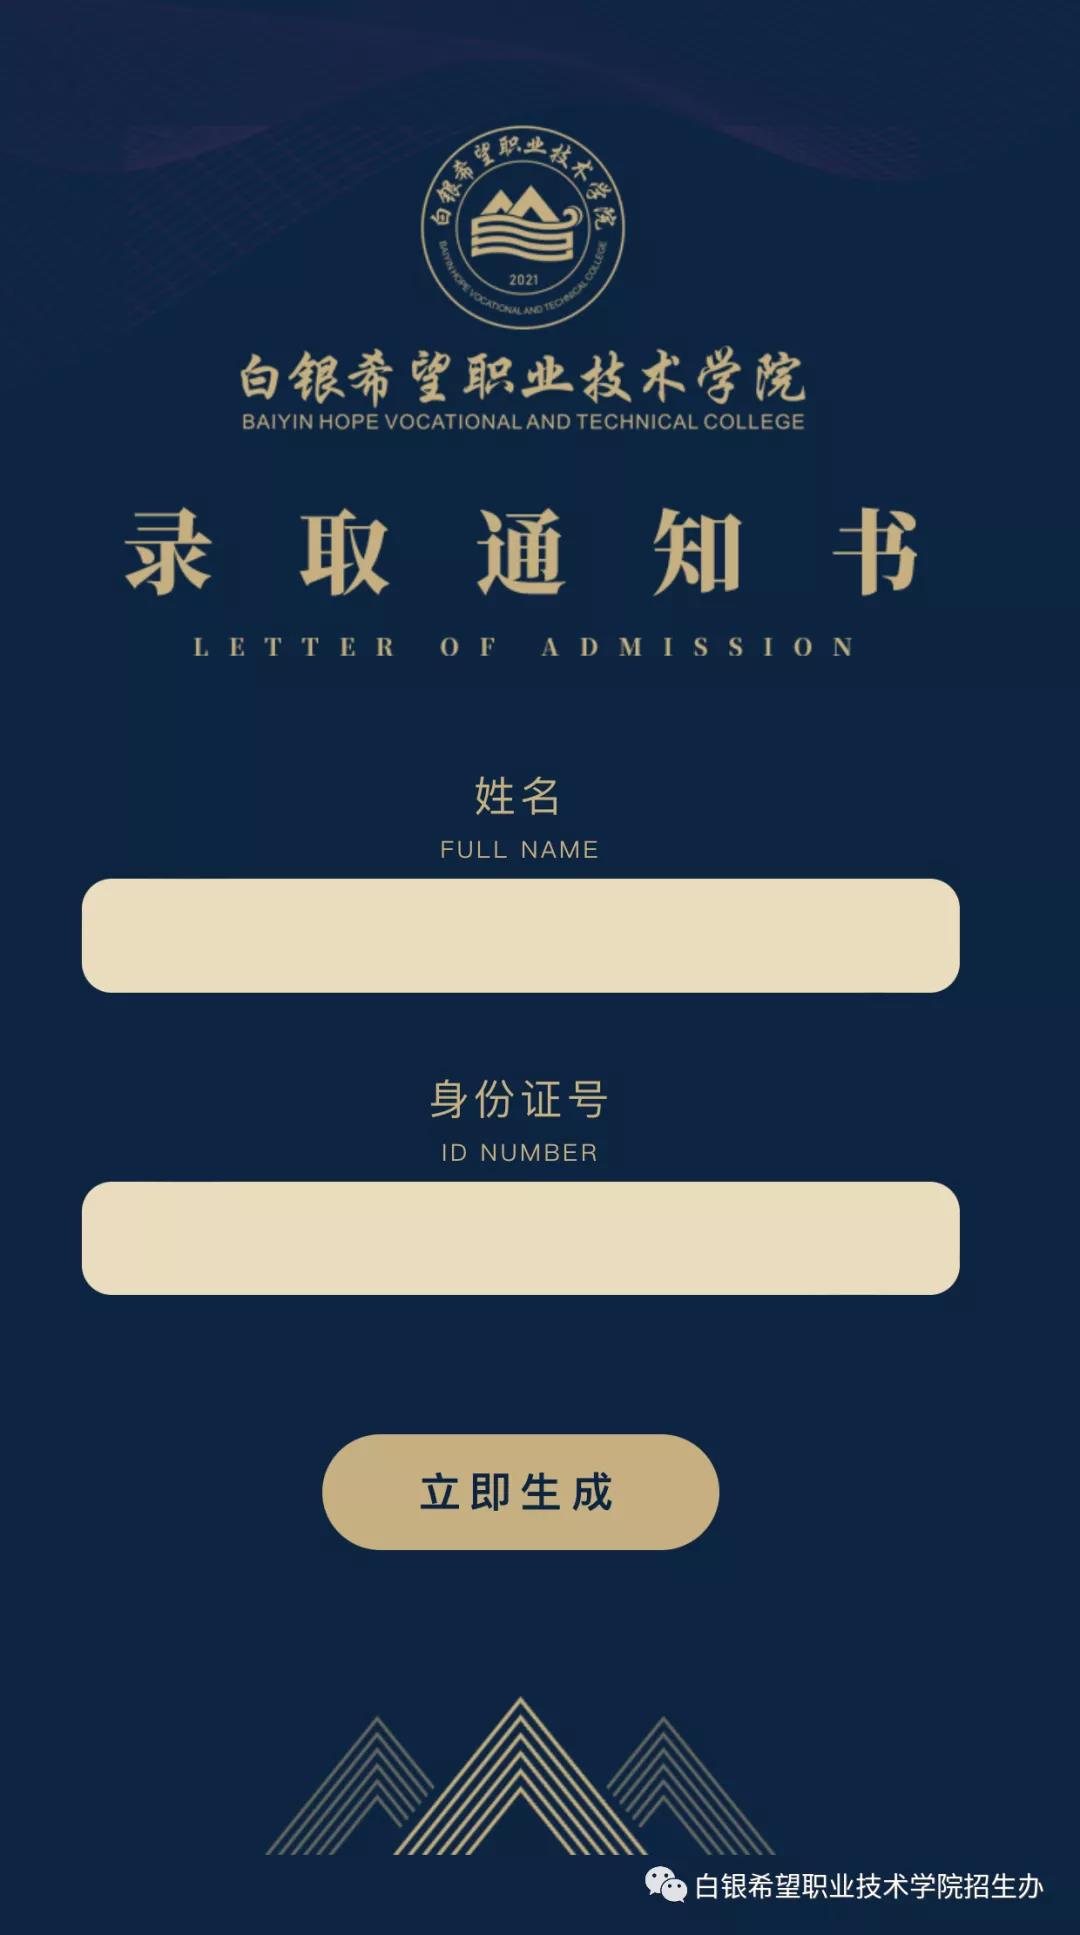 白银希望职业技术学院
2021
BAIYIN HOPE VOCATIONAL AND TECHNICAL COLLEGE
白银希望职业技术学院
BAIYIN HOPE VOCATIONAL AND TECHNICAL COLLEGE
录取通知书
LETTER OF ADMISSION
姓名
FULL NAME
身份证号
ID NUMBER
立即生成
白银希望职业技术学院招生办